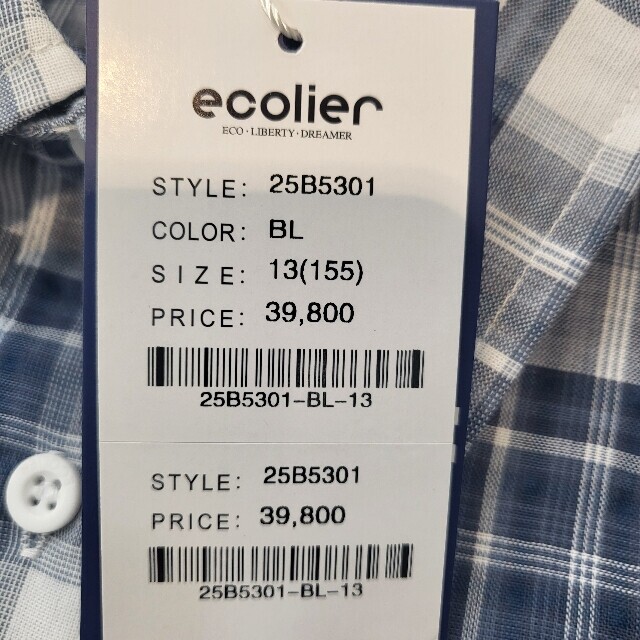 ecolier
ECO·LIBERTY·DREAMER
STYLE: 25B5301
COLOR: BL
SIZE: 13(155)
PRICE: 39,800
25B5301-BL-13
STYLE: 25B5301
PRICE: 39,800
25B5301-BL-13